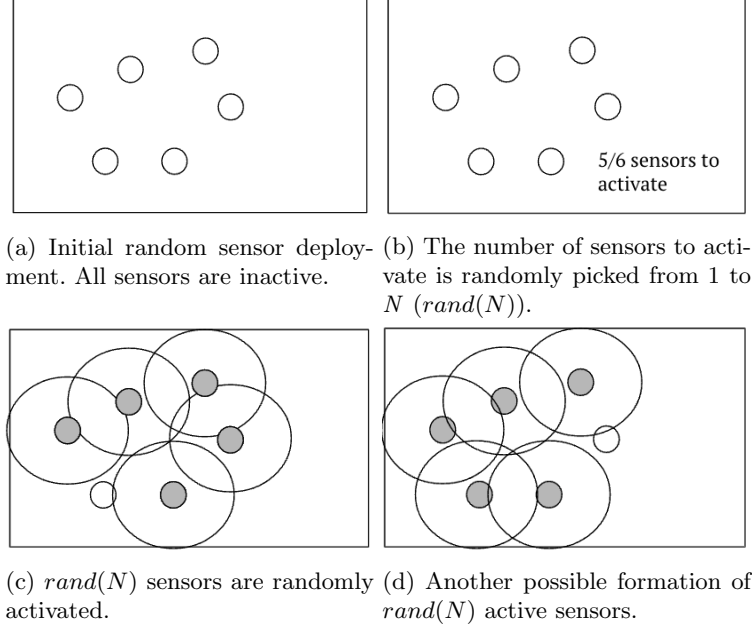 5/6 sensors to
activate
(a) Initial random sensor deploy-
ment. All sensors are inactive.
(b) The number of sensors to acti-
vate is randomly picked from 1 to
N (rand(N)).
(c) rand(N) sensors are randomly
activated.
(d) Another possible formation of
rand(N) active sensors.